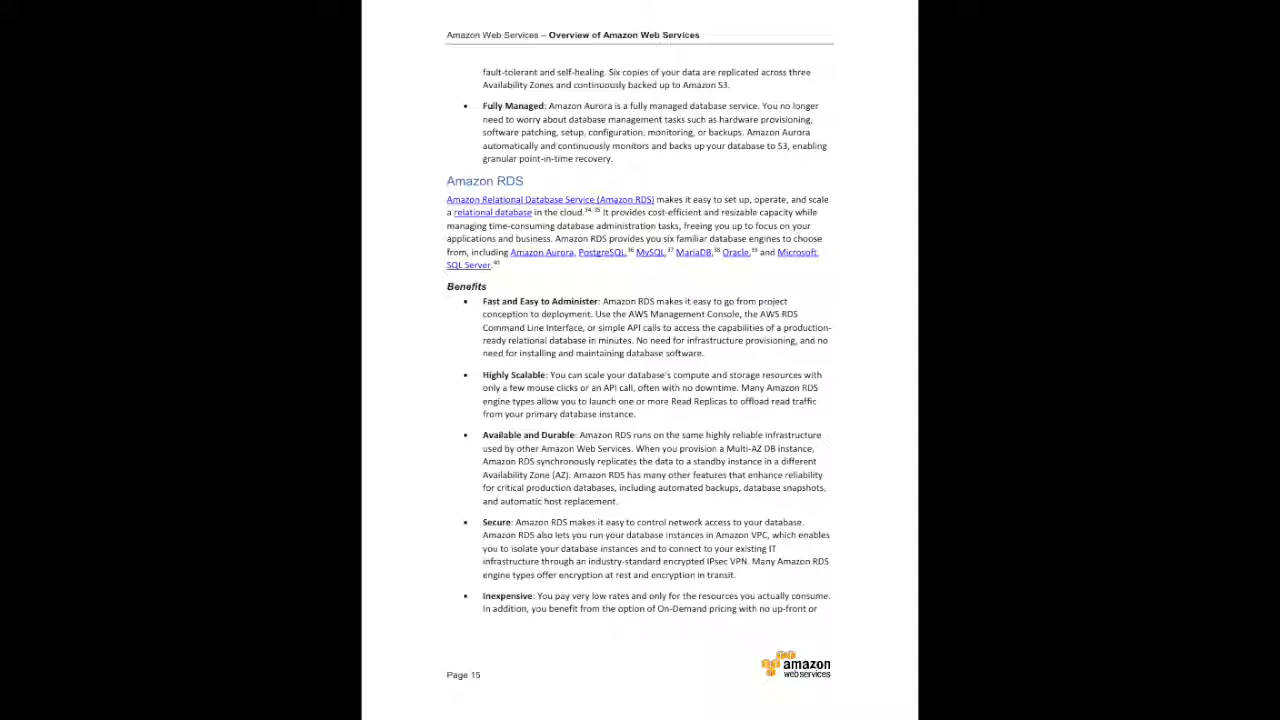 Amazon Web Services – Overview of Amazon Web Services
fault-tolerant and self-healing. Six copies of your data are replicated across three
Availability Zones and continuously backed up to Amazon S3.
• Fully Managed: Amazon Aurora is a fully managed database service. You no longer
need to worry about database management tasks such as hardware provisioning,
software patching, setup, configuration, monitoring, or backups. Amazon Aurora
automatically and continuously monitors and backs up your database to S3, enabling
granular point-in-time recovery.
Amazon RDS
Amazon Relational Database Service (Amazon RDS) makes it easy to set up, operate, and scale
a relational database in the cloud.34, 35 It provides cost-efficient and resizable capacity while
managing time-consuming database administration tasks, freeing you up to focus on your
applications and business. Amazon RDS provides you six familiar database engines to choose
from, including Amazon Aurora, PostgreSQL,36 MySQL,37 MariaDB,38 Oracle,39 and Microsoft
SQL Server.40
Benefits
• Fast and Easy to Administer: Amazon RDS makes it easy to go from project
conception to deployment. Use the AWS Management Console, the AWS RDS
Command Line Interface, or simple API calls to access the capabilities of a production-
ready relational database in minutes. No need for infrastructure provisioning, and no
need for installing and maintaining database software.
• Highly Scalable: You can scale your database's compute and storage resources with
only a few mouse clicks or an API call, often with no downtime. Many Amazon RDS
engine types allow you to launch one or more Read Replicas to offload read traffic
from your primary database instance.
• Available and Durable: Amazon RDS runs on the same highly reliable infrastructure
used by other Amazon Web Services. When you provision a Multi-AZ DB instance,
Amazon RDS synchronously replicates the data to a standby instance in a different
Availability Zone (AZ). Amazon RDS has many other features that enhance reliability
for critical production databases, including automated backups, database snapshots,
and automatic host replacement.
• Secure: Amazon RDS makes it easy to control network access to your database.
Amazon RDS also lets you run your database instances in Amazon VPC, which enables
you to isolate your database instances and to connect to your existing IT
infrastructure through an industry-standard encrypted IPsec VPN. Many Amazon RDS
engine types offer encryption at rest and encryption in transit.
• Inexpensive: You pay very low rates and only for the resources you actually consume.
In addition, you benefit from the option of On-Demand pricing with no up-front or
Page 15
amazon
webservices